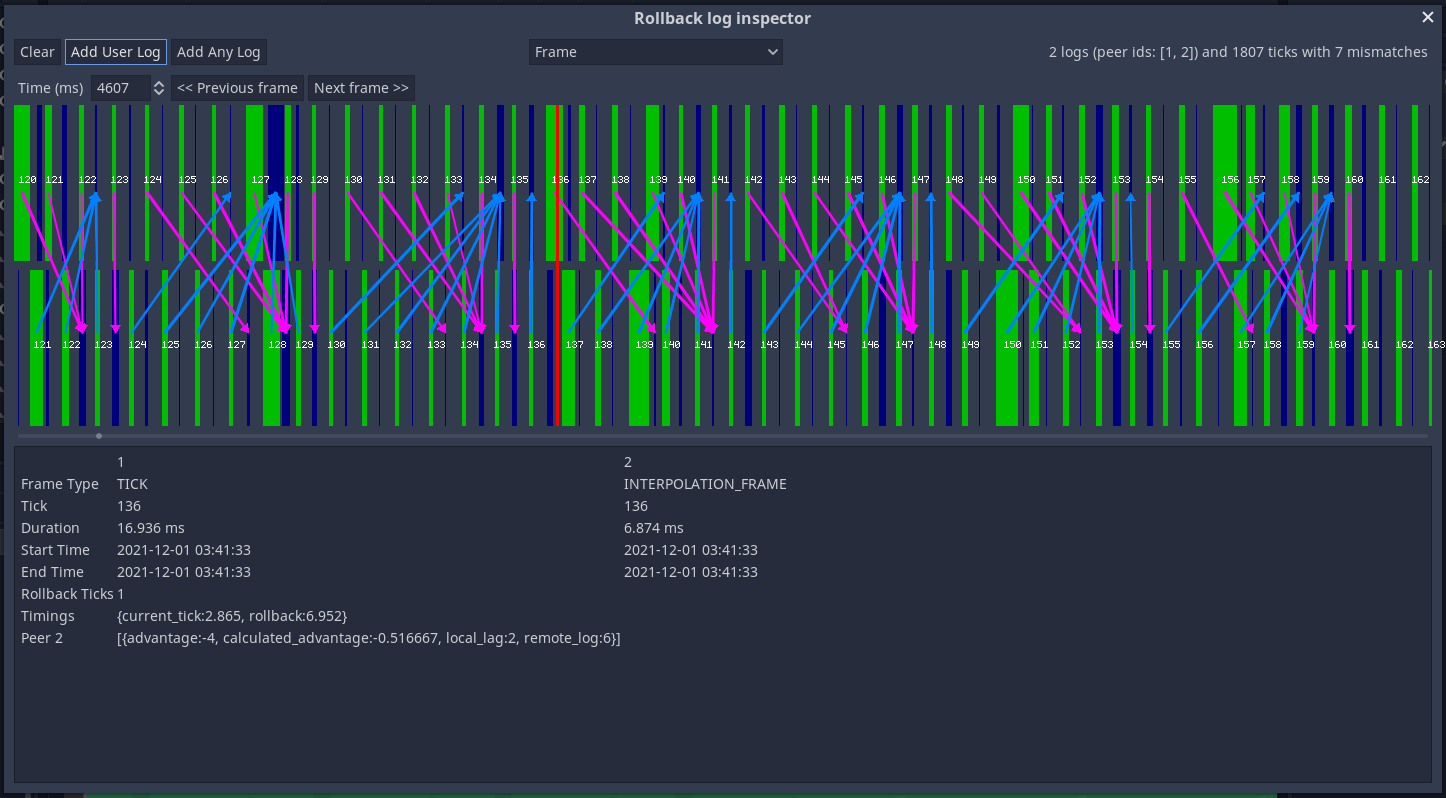 Rollback log inspector
Clear Add User Log Add Any Log Frame 2 logs (peer ids: [1, 2]) and 1807 ticks with 7 mismatches
Time (ms) 4607 << Previous frame Next frame >>
120 121 122 123 124 125 126 127 128 129 130 131 132 133 134 135 136 137 138 139 140 141 142 143 144 145 146 147 148 149 150 151 152 153 154 155 156 157 158 159 160 161 162
121 122 123 124 125 126 127 128 129 130 131 132 133 134 135 136 137 138 139 140 141 142 143 144 145 146 147 148 149 150 151 152 153 154 155 156 157 158 159 160 161 162 163
1 2
Frame Type TICK INTERPOLATION_FRAME
Tick 136 136
Duration 16.936 ms 6.874 ms
Start Time 2021-12-01 03:41:33 2021-12-01 03:41:33
End Time 2021-12-01 03:41:33 2021-12-01 03:41:33
Rollback Ticks 1
Timings {current_tick:2.865, rollback:6.952}
Peer 2 [{advantage:-4, calculated_advantage:-0.516667, local_lag:2, remote_log:6}]